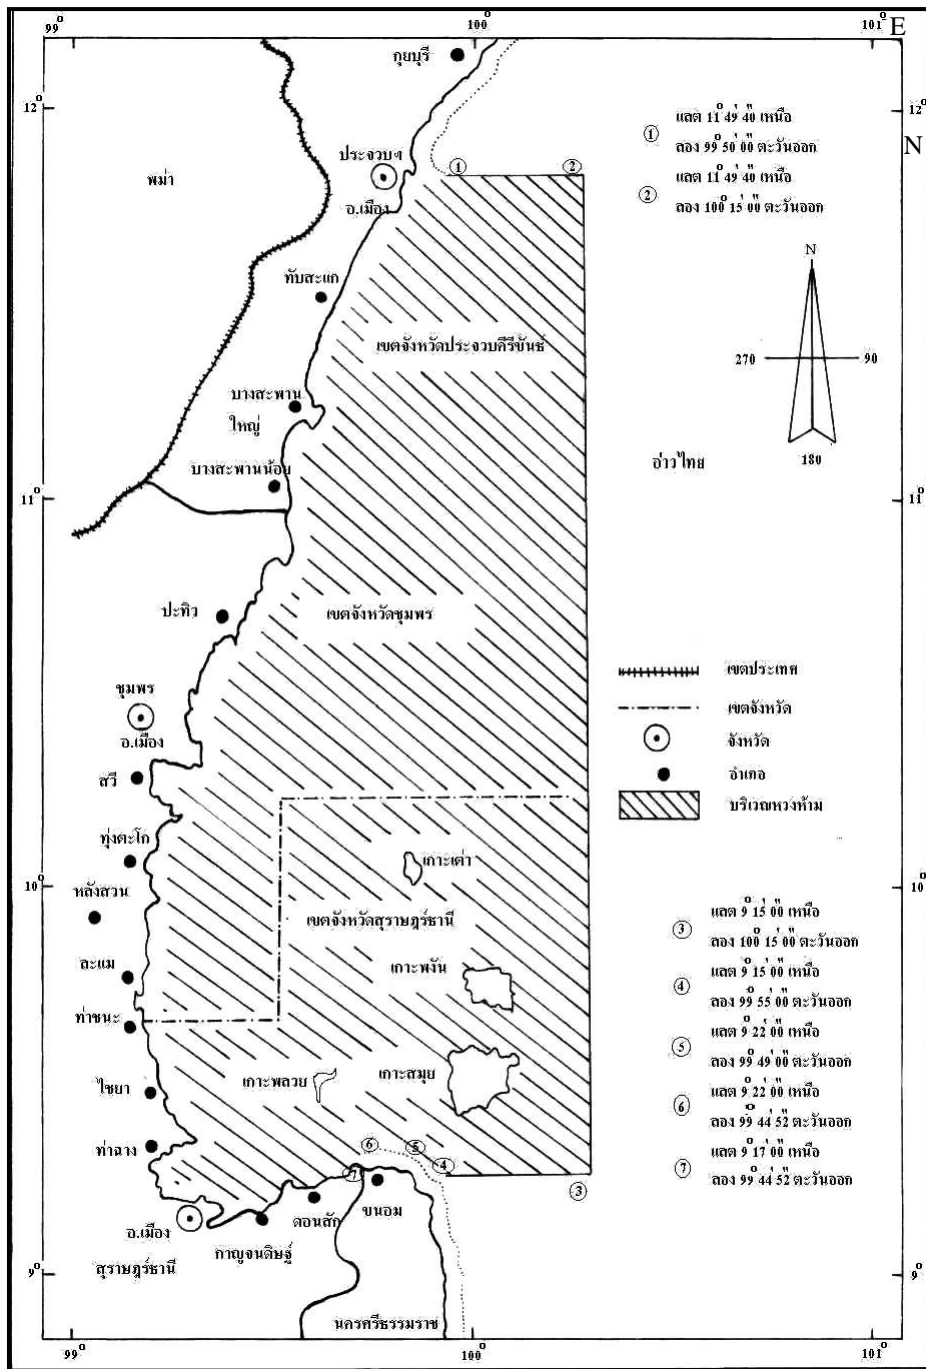 99°
100°
101° E
กุยบุรี
12°
12°
N
แลต 11° 49' 40" เหนือ
① ลอง 99° 50' 00" ตะวันออก
แลต 11° 49' 40" เหนือ
② ลอง 100° 15' 00" ตะวันออก
ประจวบฯ
อ.เมือง
①
②
พม่า
N
ทับสะแก
270
90
180
เขตจังหวัดประจวบคีรีขันธ์
บางสะพาน
ใหญ่
อ่าวไทย
บางสะพานน้อย
11°
11°
ปะทิว
เขตจังหวัดชุมพร
ชุมพร
อ.เมือง
สวี
เขตประเทศ
เขตจังหวัด
จังหวัด
อำเภอ
บริเวณหวงห้าม
ทุ่งตะโก
เกาะเต่า
10°
10°
หลังสวน
เขตจังหวัดสุราษฎร์ธานี
ละแม
เกาะพงัน
ท่าชนะ
แลต 9° 15' 00" เหนือ
③ ลอง 100° 15' 00" ตะวันออก
แลต 9° 15' 00" เหนือ
④ ลอง 99° 55' 00" ตะวันออก
แลต 9° 22' 00" เหนือ
⑤ ลอง 99° 49' 00" ตะวันออก
แลต 9° 22' 00" เหนือ
⑥ ลอง 99° 44' 52" ตะวันออก
แลต 9° 17' 00" เหนือ
⑦ ลอง 99° 44' 52" ตะวันออก
ไชยา
เกาะพลวย
เกาะสมุย
ท่าฉาง
⑥
⑤
④
⑦
③
อ.เมือง
สุราษฎร์ธานี
กาญจนดิษฐ์
ดอนสัก
ขนอม
9°
9°
นครศรีธรรมราช
99°
100°
101°